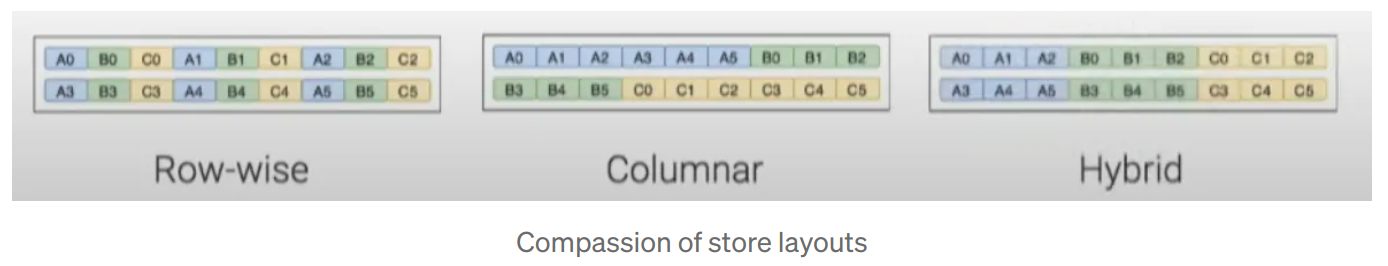 A0 B0 C0 A1 B1 C1 A2 B2 C2
A3 B3 C3 A4 B4 C4 A5 B5 C5
Row-wise
A0 A1 A2 A3 A4 A5 B0 B1 B2
B3 B4 B5 C0 C1 C2 C3 C4 C5
Columnar
A0 A1 A2 B0 B1 B2 C0 C1 C2
A3 A4 A5 B3 B4 B5 C3 C4 C5
Hybrid
Compassion of store layouts